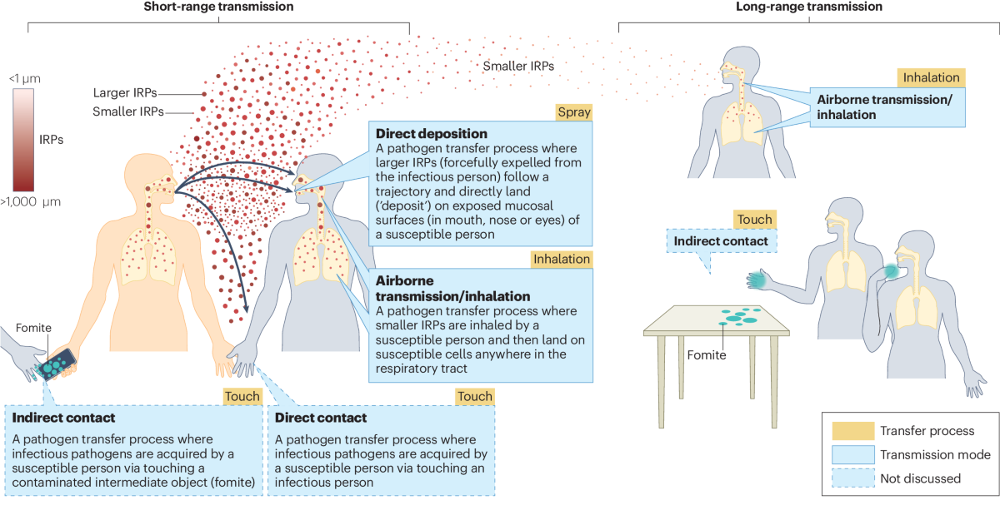 Short-range transmission
Long-range transmission
Smaller IRPs
<1 μm
IRPs
>1,000 μm
Larger IRPs
Smaller IRPs
Inhalation
Airborne transmission/
inhalation
Spray
Direct deposition
A pathogen transfer process where
larger IRPs (forcefully expelled from
the infectious person) follow a
trajectory and directly land
(‘deposit’) on exposed mucosal
surfaces (in mouth, nose or eyes) of
a susceptible person
Inhalation
Airborne
transmission/inhalation
A pathogen transfer process where
smaller IRPs are inhaled by a
susceptible person and then land on
susceptible cells anywhere in the
respiratory tract
Touch
Indirect contact
Fomite
Fomite
Touch
Indirect contact
A pathogen transfer process where
infectious pathogens are acquired by a
susceptible person via touching a
contaminated intermediate object (fomite)
Touch
Direct contact
A pathogen transfer process where
infectious pathogens are acquired by
a susceptible person via touching an
infectious person
Transfer process
Transmission mode
Not discussed